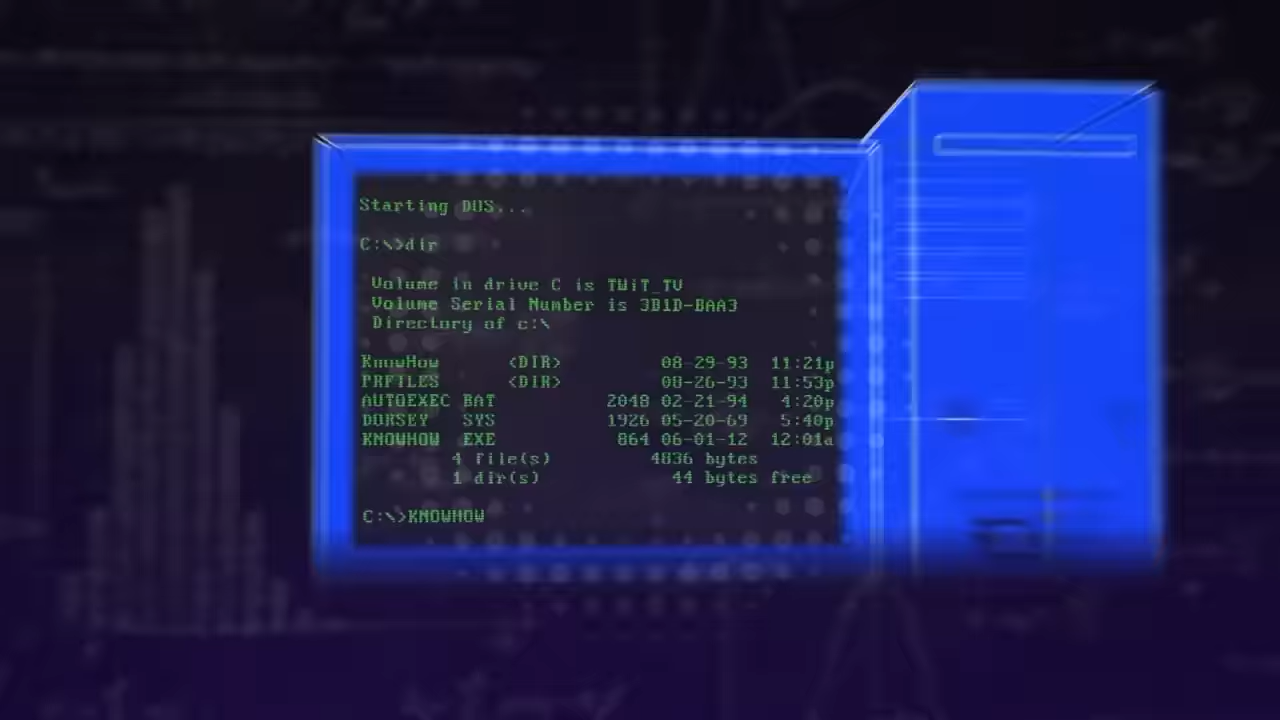 Starting DOS...
C:\>dir
Volume in drive C is TWiT_TV
Volume Serial Number is 3B1D-BAA3
Directory of c:\
KnowHow <DIR> 08-29-93 11:21p
PRFILES <DIR> 08-26-93 11:53p
AUTOEXEC BAT 2048 02-21-94 4:20p
DORSEY SYS 1926 05-20-69 5:40p
KNOWHOW EXE 864 06-01-12 12:01a
4 file(s) 4836 bytes
1 dir(s) 44 bytes free
C:\>KNOWHOW